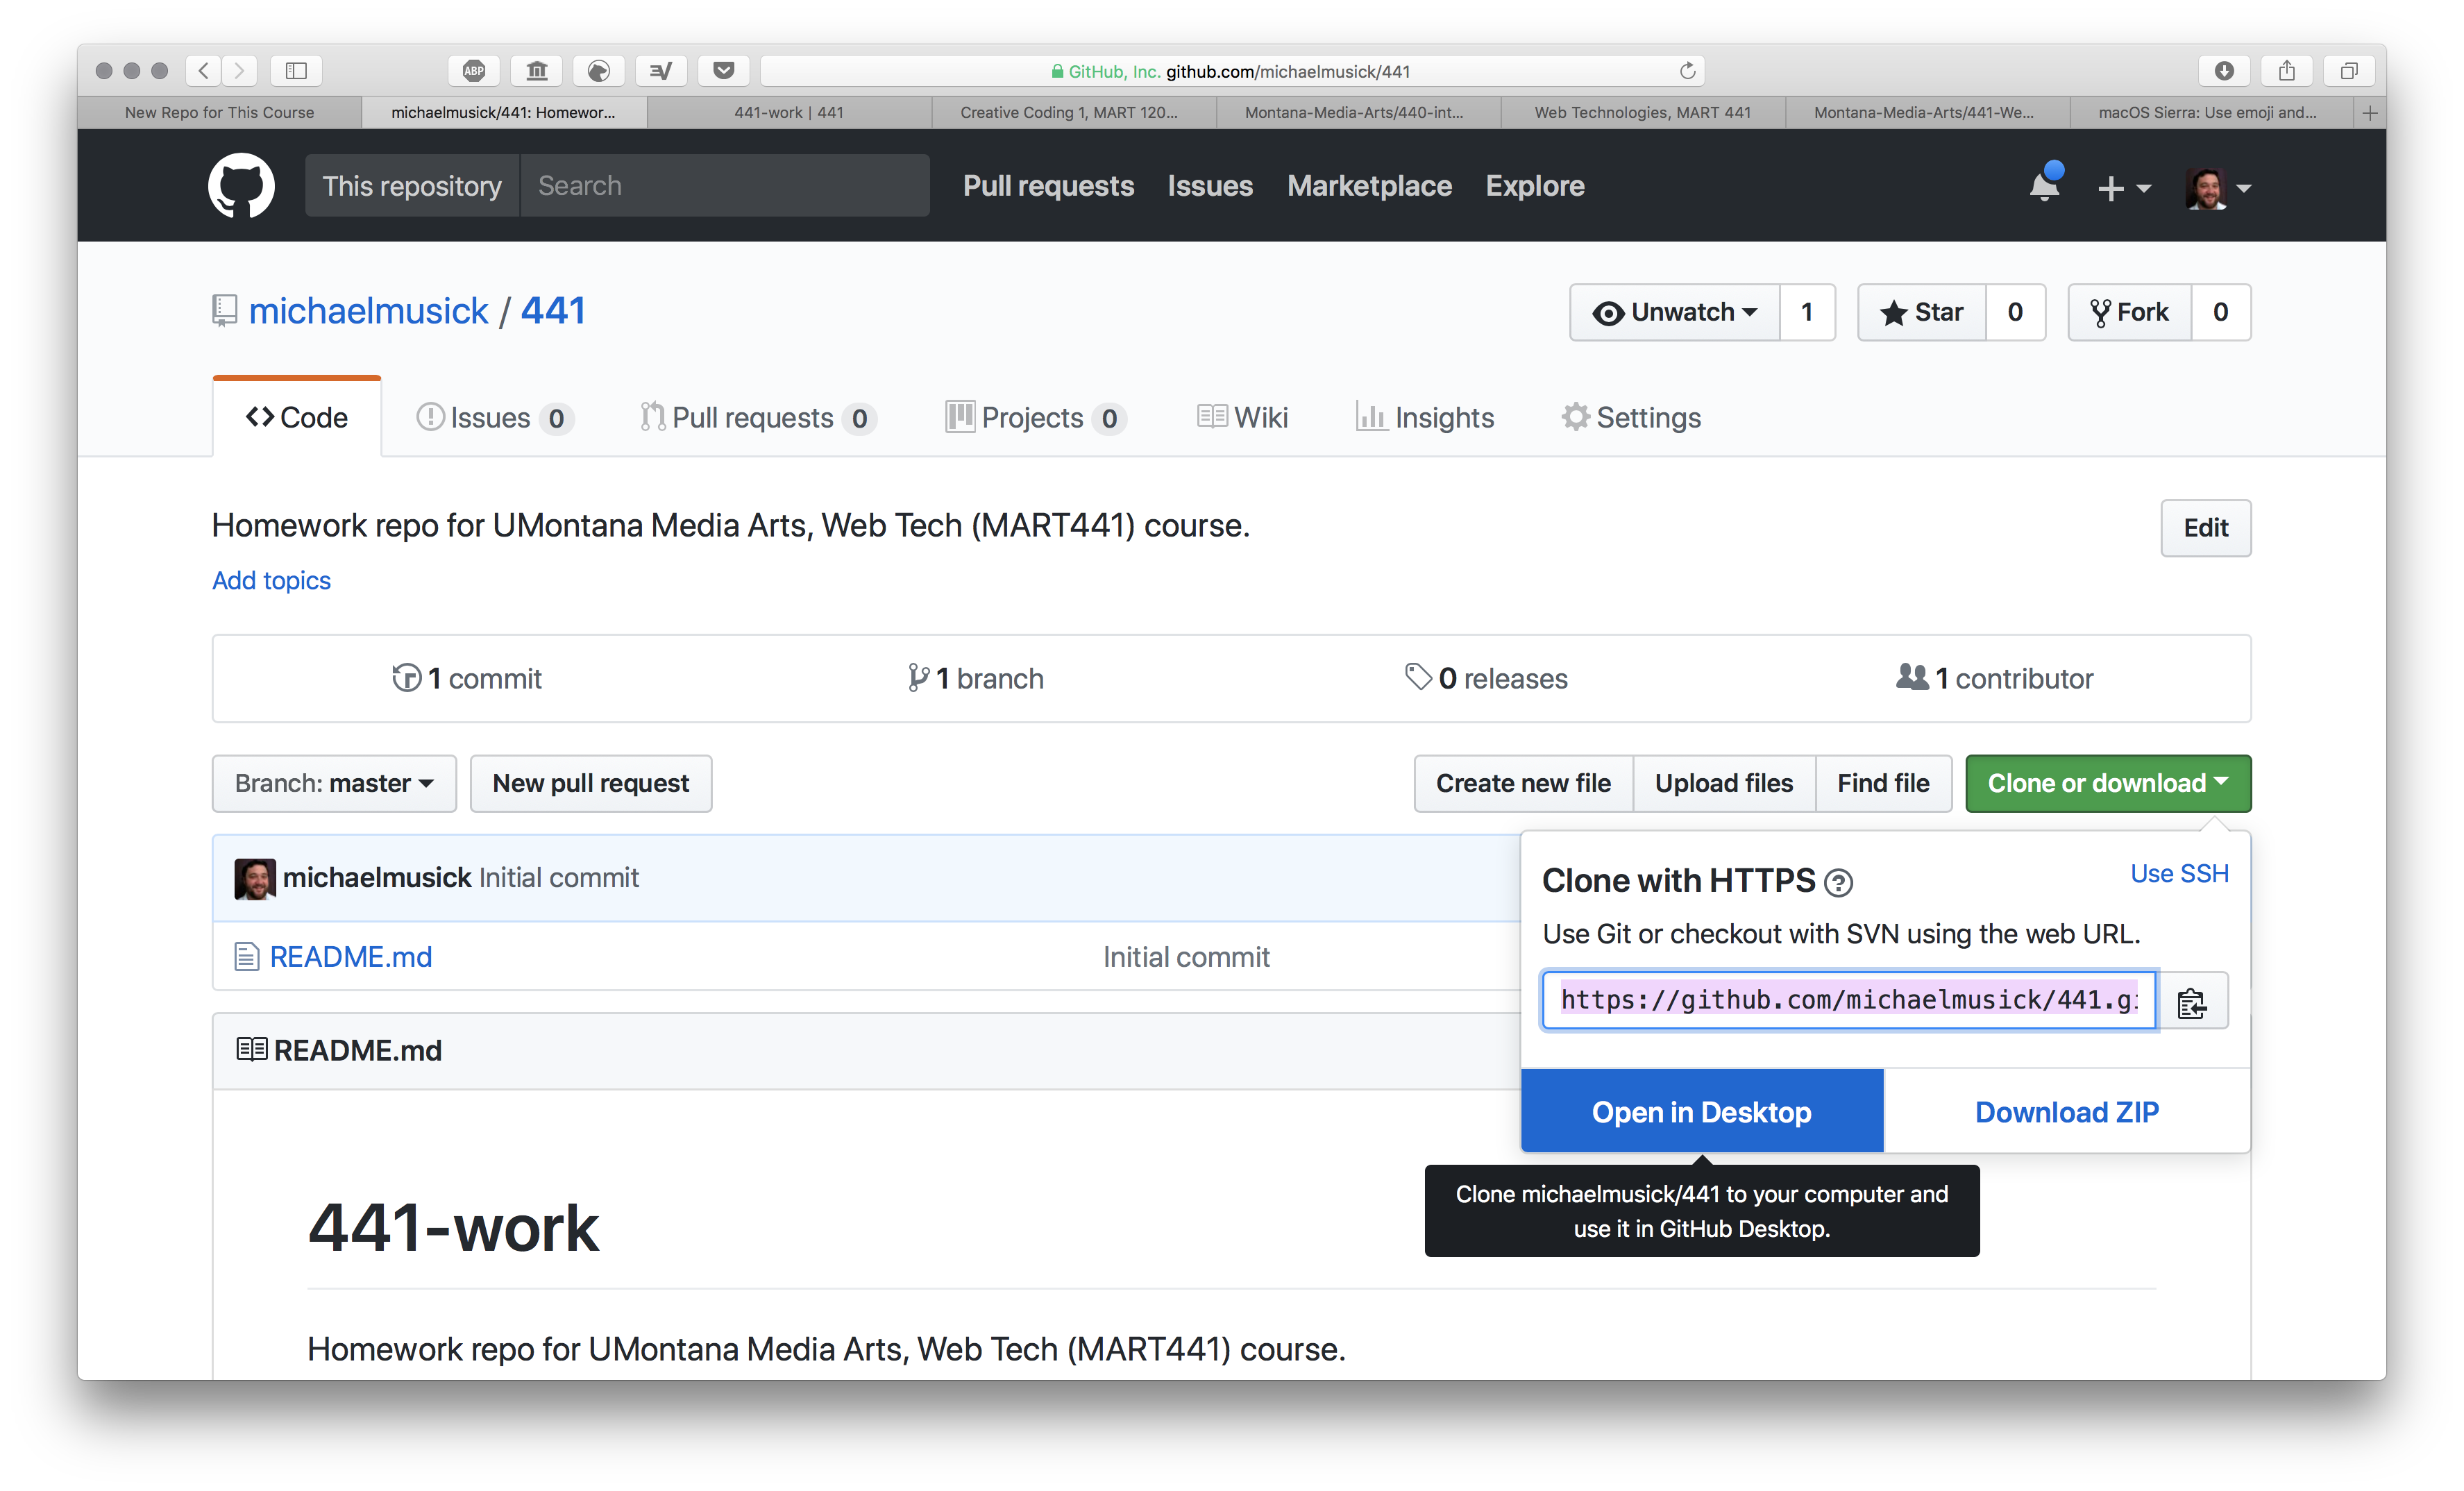 ABP
GitHub, Inc. github.com/michaelmusick/441
New Repo for This Course
michaelmusick/441: Homewor...
441-work | 441
Creative Coding 1, MART 120...
Montana-Media-Arts/440-int...
Web Technologies, MART 441
Montana-Media-Arts/441-We...
macOS Sierra: Use emoji and...
This repository Search Pull requests Issues Marketplace Explore
michaelmusick / 441
Unwatch 1 Star 0 Fork 0
Code Issues 0 Pull requests 0 Projects 0 Wiki Insights Settings
Homework repo for UMontana Media Arts, Web Tech (MART441) course.
Edit
Add topics
1 commit 1 branch 0 releases 1 contributor
Branch: master New pull request Create new file Upload files Find file Clone or download
michaelmusick Initial commit
README.md Initial commit
Clone with HTTPS Use SSH
Use Git or checkout with SVN using the web URL.
https://github.com/michaelmusick/441.gi
Open in Desktop Download ZIP
Clone michaelmusick/441 to your computer and
use it in GitHub Desktop.
README.md
441-work
Homework repo for UMontana Media Arts, Web Tech (MART441) course.